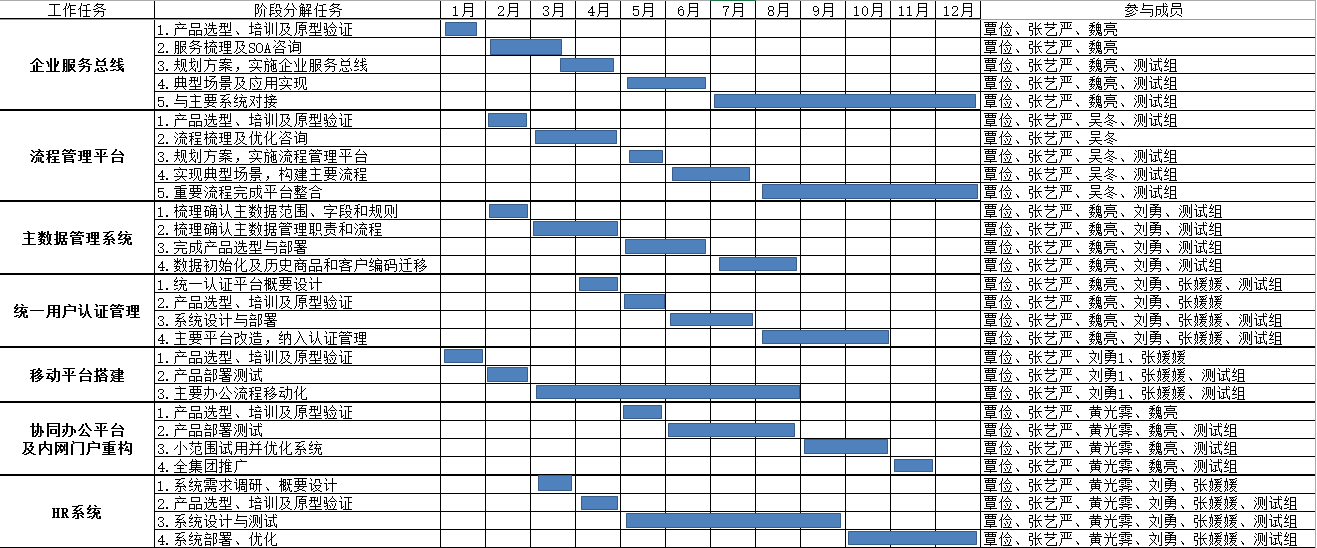 工作任务 阶段分解任务 1月 2月 3月 4月 5月 6月 7月 8月 9月 10月 11月 12月 参与成员
企业服务总线
1.产品选型、培训及原型验证 覃俭、张艺严、魏亮
2.服务梳理及SOA咨询 覃俭、张艺严、魏亮
3.规划方案，实施企业服务总线 覃俭、张艺严、魏亮、测试组
4.典型场景及应用实现 覃俭、张艺严、魏亮、测试组
5.与主要系统对接 覃俭、张艺严、魏亮、测试组
流程管理平台
1.产品选型、培训及原型验证 覃俭、张艺严、吴冬、测试组
2.流程梳理及优化咨询 覃俭、张艺严、吴冬
3.规划方案，实施流程管理平台 覃俭、张艺严、吴冬、测试组
4.实现典型场景，构建主要流程 覃俭、张艺严、吴冬、测试组
5.重要流程完成平台整合 覃俭、张艺严、吴冬、测试组
主数据管理系统
1.梳理确认主数据范围、字段和规则 覃俭、张艺严、魏亮、刘勇、测试组
2.梳理确认主数据管理职责和流程 覃俭、张艺严、魏亮、刘勇、测试组
3.完成产品选型与部署 覃俭、张艺严、魏亮、刘勇、测试组
4.数据初始化及历史商品和客户编码迁移 覃俭、张艺严、魏亮、刘勇、测试组
统一用户认证管理
1.统一认证平台概要设计 覃俭、张艺严、魏亮、刘勇、张媛媛、测试组
2.产品选型、培训及原型验证 覃俭、张艺严、魏亮、刘勇、张媛媛
3.系统设计与部署 覃俭、张艺严、魏亮、刘勇、张媛媛、测试组
4.主要平台改造，纳入认证管理 覃俭、张艺严、魏亮、刘勇、张媛媛、测试组
移动平台搭建
1.产品选型、培训及原型验证 覃俭、张艺严、刘勇1、张媛媛
2.产品部署测试 覃俭、张艺严、刘勇1、张媛媛、测试组
3.主要办公流程移动化 覃俭、张艺严、刘勇1、张媛媛、测试组
协同办公平台
及内网门户重构
1.产品选型、培训及原型验证 覃俭、张艺严、黄光霁、魏亮
2.产品部署测试 覃俭、张艺严、黄光霁、魏亮、测试组
3.小范围试用并优化系统 覃俭、张艺严、黄光霁、魏亮、测试组
4.全集团推广 覃俭、张艺严、黄光霁、魏亮、测试组
HR系统
1.系统需求调研、概要设计 覃俭、张艺严、黄光霁、刘勇、张媛媛
2.产品选型、培训及原型验证 覃俭、张艺严、黄光霁、刘勇、张媛媛、测试组
3.系统设计与测试 覃俭、张艺严、黄光霁、刘勇、张媛媛、测试组
4.系统部署、优化 覃俭、张艺严、黄光霁、刘勇、张媛媛、测试组